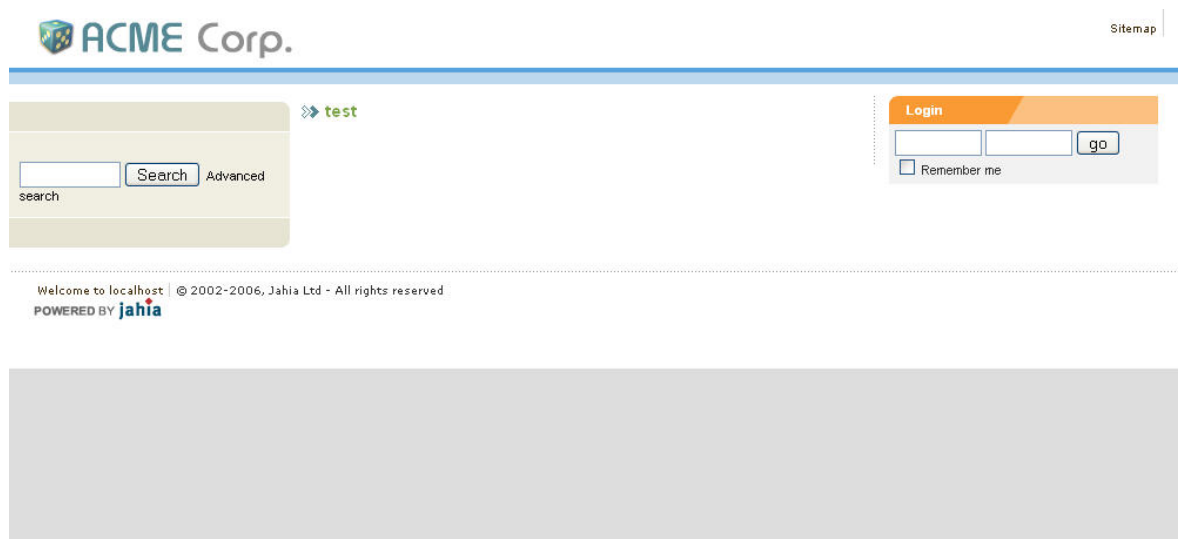 ACME Corp.
Sitemap
test
Login
go
Remember me
Search Advanced
search
Welcome to localhost © 2002-2006, Jahia Ltd - All rights reserved
POWERED BY jahia